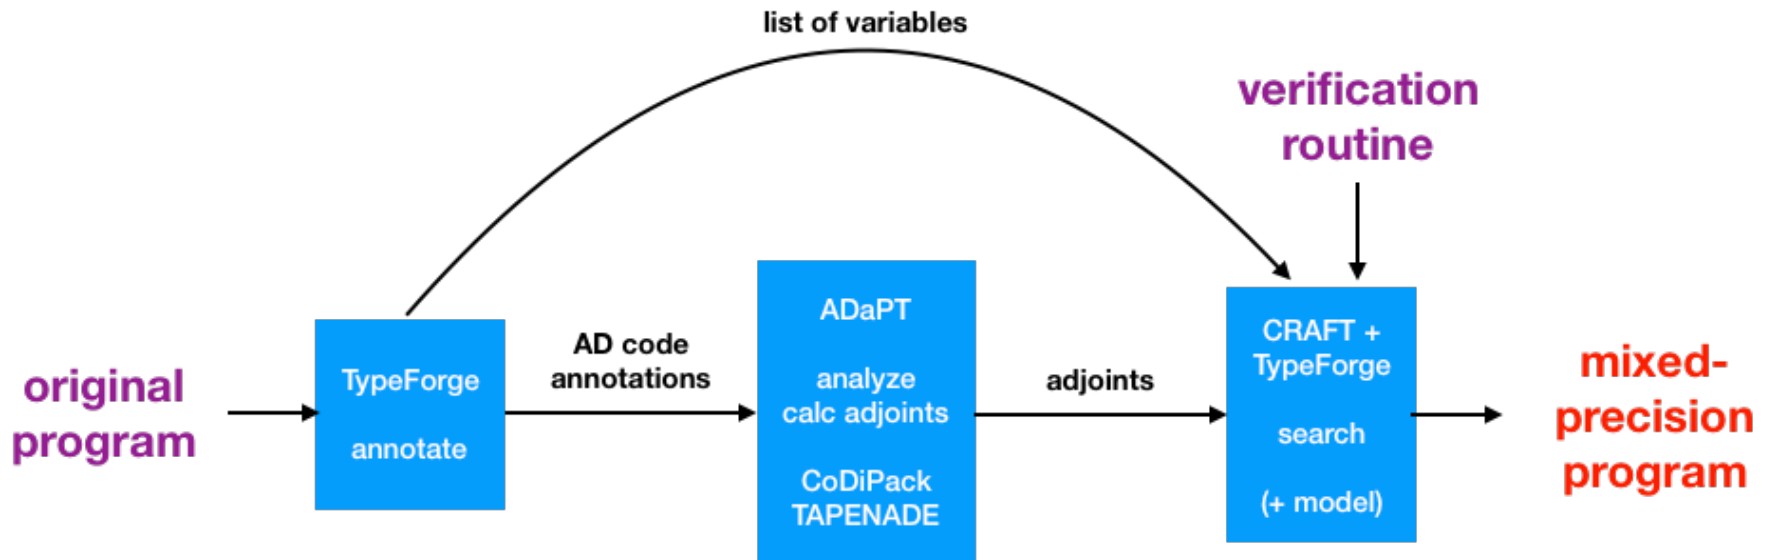 list of variables
verification
routine
original
program
TypeForge
annotate
AD code
annotations
ADaPT
analyze
calc adjoints
CoDiPack
TAPENADE
adjoints
CRAFT +
TypeForge
search
(+ model)
mixed-
precision
program